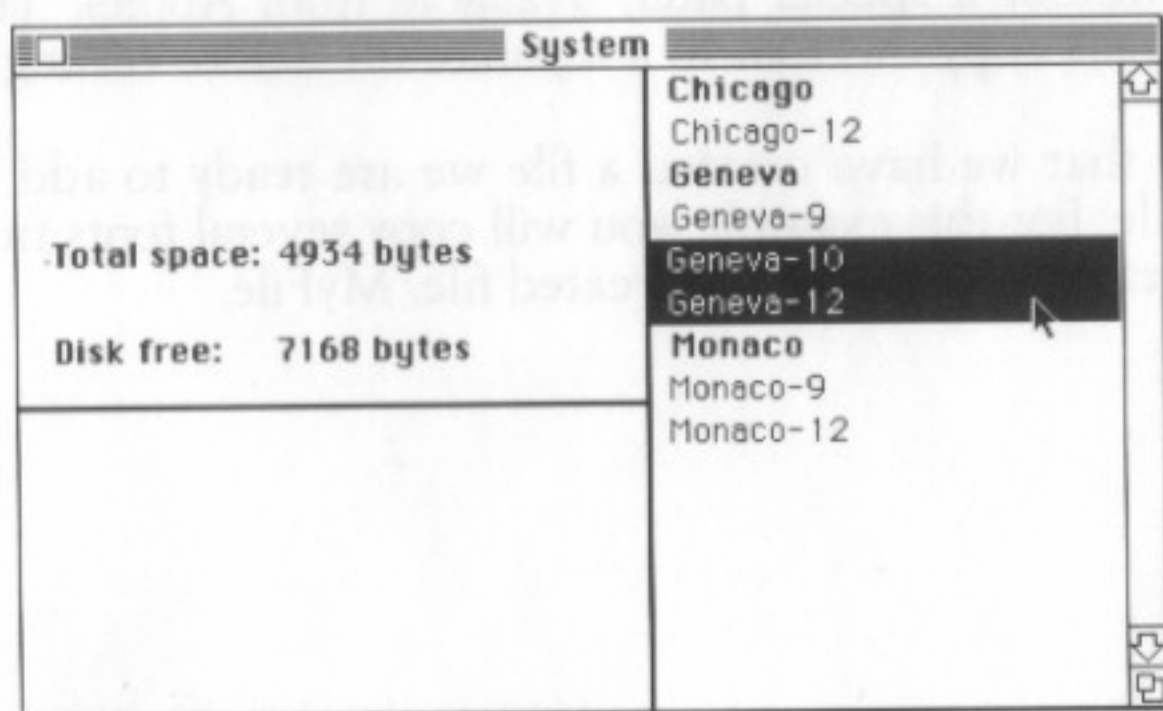 System
Total space: 4934 bytes
Disk free: 7168 bytes
Chicago
Chicago-12
Geneva
Geneva-9
Geneva-10
Geneva-12
Monaco
Monaco-9
Monaco-12